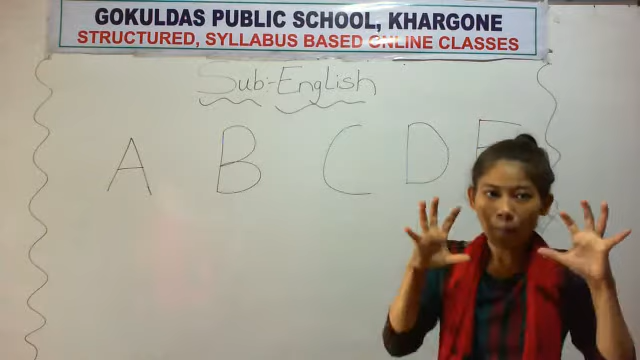 GOKULDAS PUBLIC SCHOOL, KHARGONE
STRUCTURED, SYLLABUS BASED ONLINE CLASSES
Sub:-English
A B C D